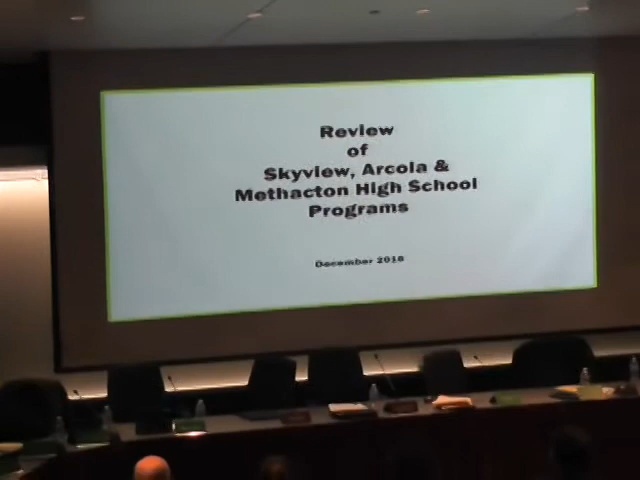 Review
of
Skyview, Arcola &
Methacton High School
Programs
December 2018